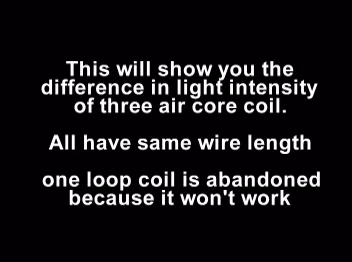 This will show you the
difference in light intensity
of three air core coil.
All have same wire length
one loop coil is abandoned
because it won't work